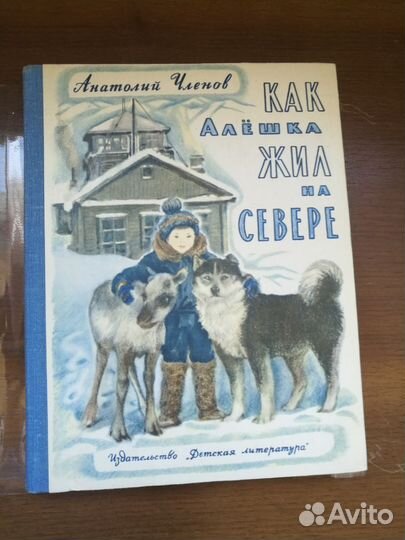 Анатолий Членов
КАК
АЛЁШКА
ЖИЛ
НА
СЕВЕРЕ
Издательство „Детская литература"
Avito